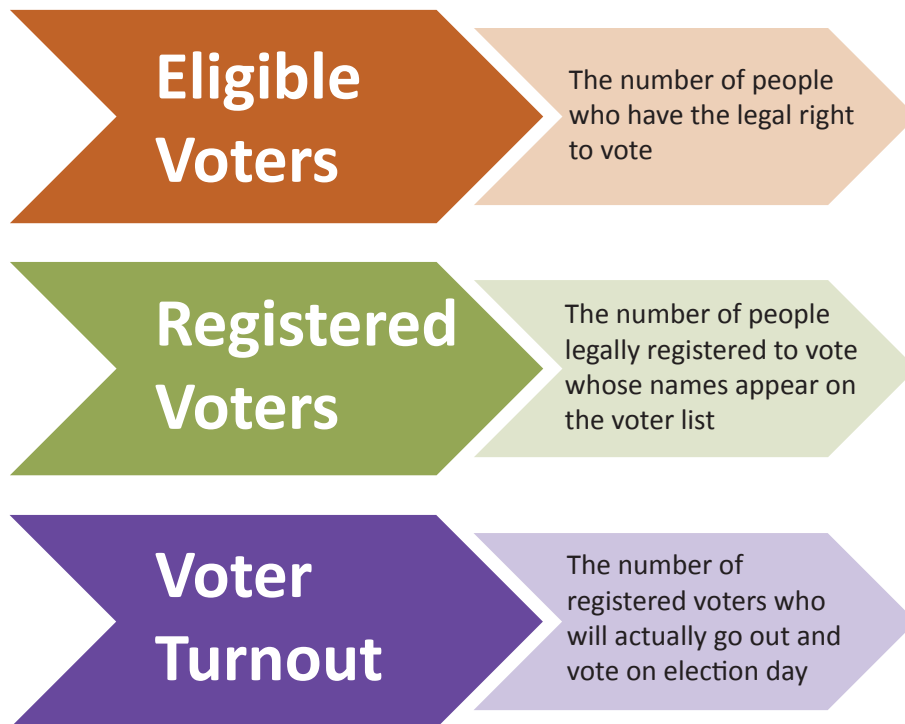 Eligible
Voters
The number of people
who have the legal right
to vote
Registered
Voters
The number of people
legally registered to vote
whose names appear on
the voter list
Voter
Turnout
The number of
registered voters who
will actually go out and
vote on election day